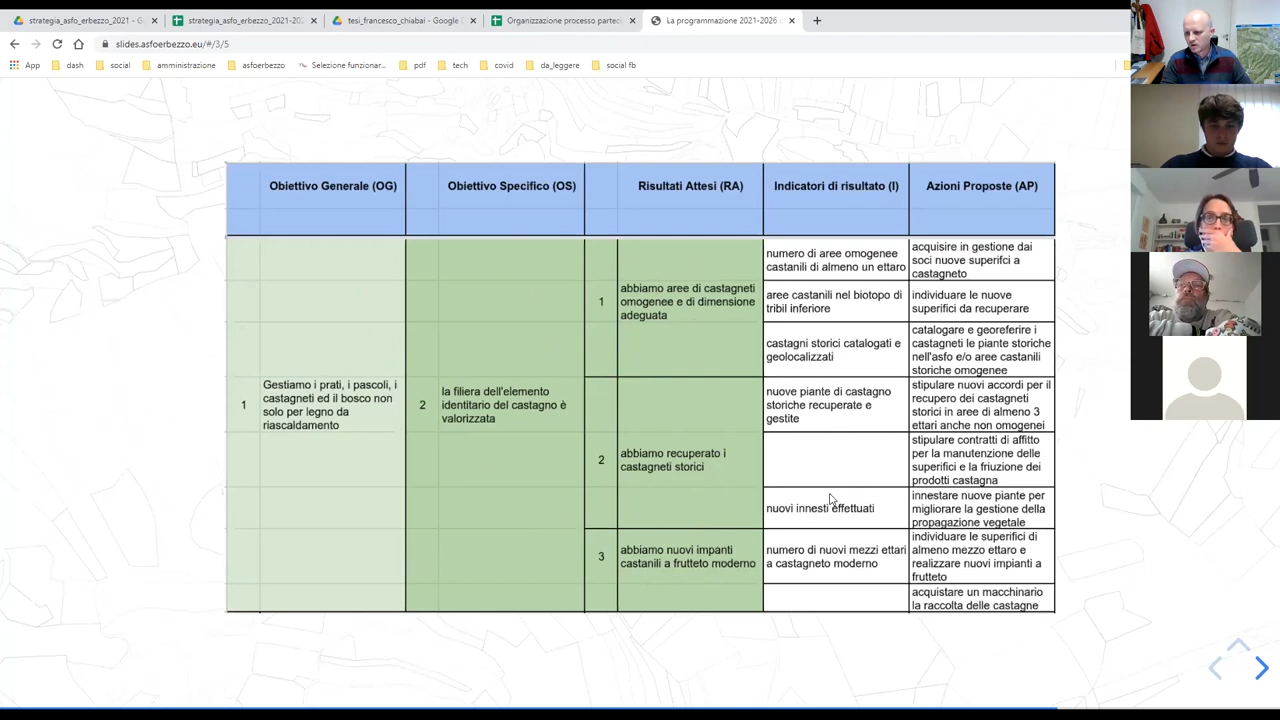 strategia_asfo_erbezzo_2021 - G
strategia_asfo_erbezzo_2021-202
tesi_francesco_chiabai - Google D
Organizzazione processo parteci
La programmazione 2021-2026 d
slides.asfoerbezzo.eu/#/3/5
App
dash
social
amministrazione
asfoerbezzo
Selezione funzionar...
pdf
tech
covid
da_leggere
social fb
Obiettivo Generale (OG)
Obiettivo Specifico (OS)
Risultati Attesi (RA)
Indicatori di risultato (I)
Azioni Proposte (AP)
1
Gestiamo i prati, i pascoli, i
castagneti ed il bosco non
solo per legno da
riascaldamento
2
la filiera dell'elemento
identitario del castagno è
valorizzata
1
abbiamo aree di castagneti
omogenee e di dimensione
adeguata
numero di aree omogenee
castanili di almeno un ettaro
acquisire in gestione dai
soci nuove superifci a
castagneto
aree castanili nel biotopo di
tribil inferiore
individuare le nuove
superifici da recuperare
castagni storici catalogati e
geolocalizzati
catalogare e georeferire i
castagneti le piante storiche
nell'asfo e/o aree castanili
storiche omogenee
2
abbiamo recuperato i
castagneti storici
nuove piante di castagno
storiche recuperate e
gestite
stipulare nuovi accordi per il
recupero dei castagneti
storici in aree di almeno 3
ettari anche non omogenei
stipulare contratti di affitto
per la manutenzione delle
superifici e la friuzione dei
prodotti castagna
nuovi innesti effettuati
innestare nuove piante per
migliorare la gestione della
propagazione vegetale
3
abbiamo nuovi impanti
castanili a frutteto moderno
numero di nuovi mezzi ettari
a castagneto moderno
individuare le superifici di
almeno mezzo ettaro e
realizzare nuovi impianti a
frutteto
acquistare un macchinario
la raccolta delle castagne